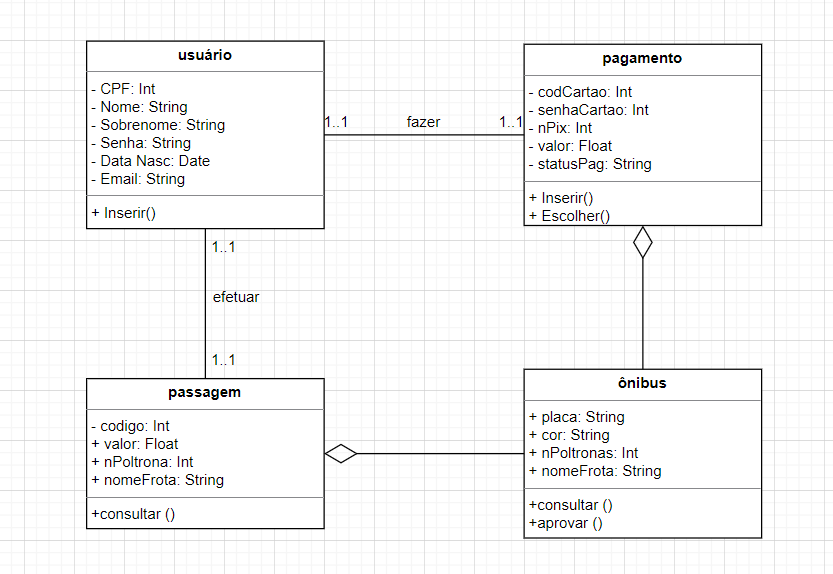 usuário
- CPF: Int
- Nome: String
- Sobrenome: String
- Senha: String
- Data Nasc: Date
- Email: String
+ Inserir()
1..1
fazer
1..1
pagamento
- codCartao: Int
- senhaCartao: Int
- nPix: Int
- valor: Float
- statusPag: String
+ Inserir()
+ Escolher()
1..1
efetuar
1..1
passagem
- codigo: Int
+ valor: Float
+ nPoltrona: Int
+ nomeFrota: String
+consultar ()
ônibus
+ placa: String
+ cor: String
+ nPoltronas: Int
+ nomeFrota: String
+consultar ()
+aprovar ()